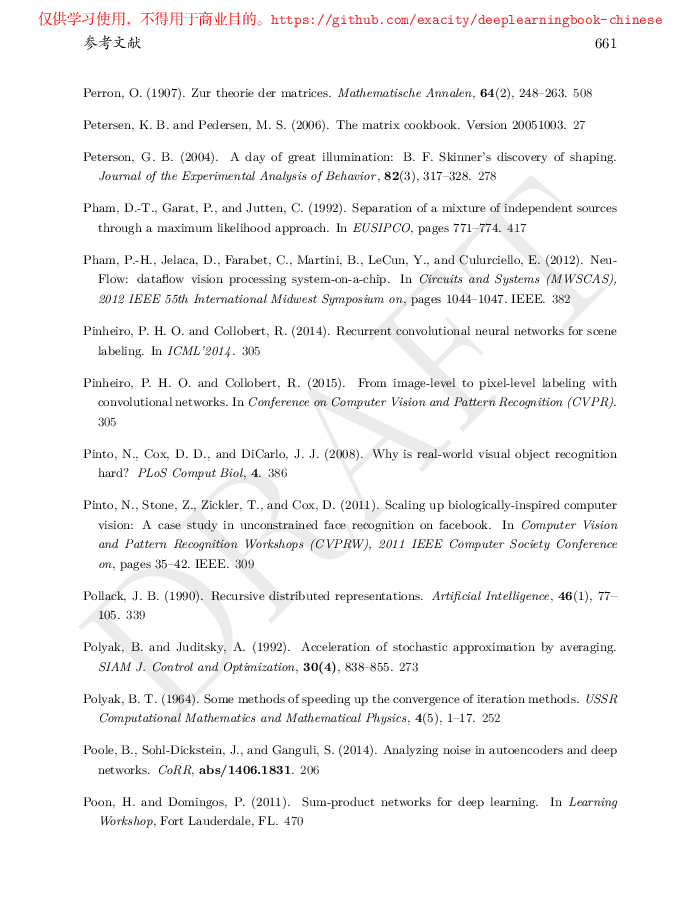 仅供学习使用，不得用于商业目的。https://github.com/exacity/deeplearningbook-chinese
参考文献 661
Perron, O. (1907). Zur theorie der matrices. Mathematische Annalen, 64(2), 248–263. 508
Petersen, K. B. and Pedersen, M. S. (2006). The matrix cookbook. Version 20051003. 27
Peterson, G. B. (2004). A day of great illumination: B. F. Skinner's discovery of shaping.
Journal of the Experimental Analysis of Behavior, 82(3), 317–328. 278
Pham, D.-T., Garat, P., and Jutten, C. (1992). Separation of a mixture of independent sources
through a maximum likelihood approach. In EUSIPCO, pages 771–774. 417
Pham, P.-H., Jelaca, D., Farabet, C., Martini, B., LeCun, Y., and Culurciello, E. (2012). Neu-
Flow: dataflow vision processing system-on-a-chip. In Circuits and Systems (MWSCAS),
2012 IEEE 55th International Midwest Symposium on, pages 1044–1047. IEEE. 382
Pinheiro, P. H. O. and Collobert, R. (2014). Recurrent convolutional neural networks for scene
labeling. In ICML'2014. 305
Pinheiro, P. H. O. and Collobert, R. (2015). From image-level to pixel-level labeling with
convolutional networks. In Conference on Computer Vision and Pattern Recognition (CVPR).
305
Pinto, N., Cox, D. D., and DiCarlo, J. J. (2008). Why is real-world visual object recognition
hard? PLoS Comput Biol, 4. 386
Pinto, N., Stone, Z., Zickler, T., and Cox, D. (2011). Scaling up biologically-inspired computer
vision: A case study in unconstrained face recognition on facebook. In Computer Vision
and Pattern Recognition Workshops (CVPRW), 2011 IEEE Computer Society Conference
on, pages 35–42. IEEE. 309
Pollack, J. B. (1990). Recursive distributed representations. Artificial Intelligence, 46(1), 77–
105. 339
Polyak, B. and Juditsky, A. (1992). Acceleration of stochastic approximation by averaging.
SIAM J. Control and Optimization, 30(4), 838–855. 273
Polyak, B. T. (1964). Some methods of speeding up the convergence of iteration methods. USSR
Computational Mathematics and Mathematical Physics, 4(5), 1–17. 252
Poole, B., Sohl-Dickstein, J., and Ganguli, S. (2014). Analyzing noise in autoencoders and deep
networks. CoRR, abs/1406.1831. 206
Poon, H. and Domingos, P. (2011). Sum-product networks for deep learning. In Learning
Workshop, Fort Lauderdale, FL. 470
DRAFT